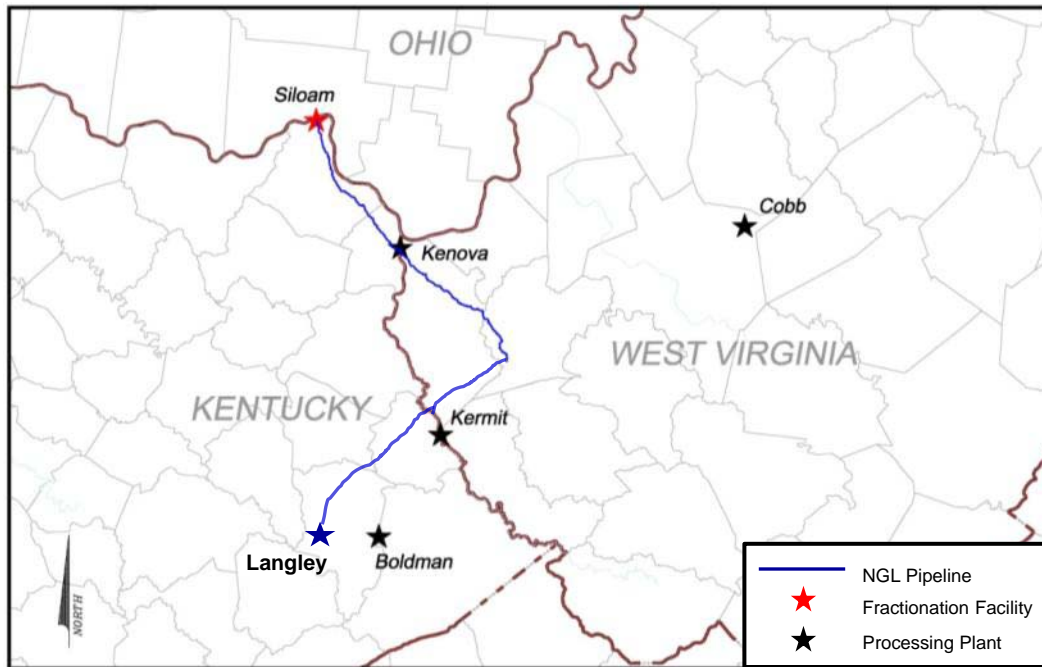 OHIO
Siloam
Cobb
Kenova
WEST VIRGINIA
KENTUCKY
Kermit
Langley
Boldman
NORTH
NGL Pipeline
Fractionation Facility
Processing Plant